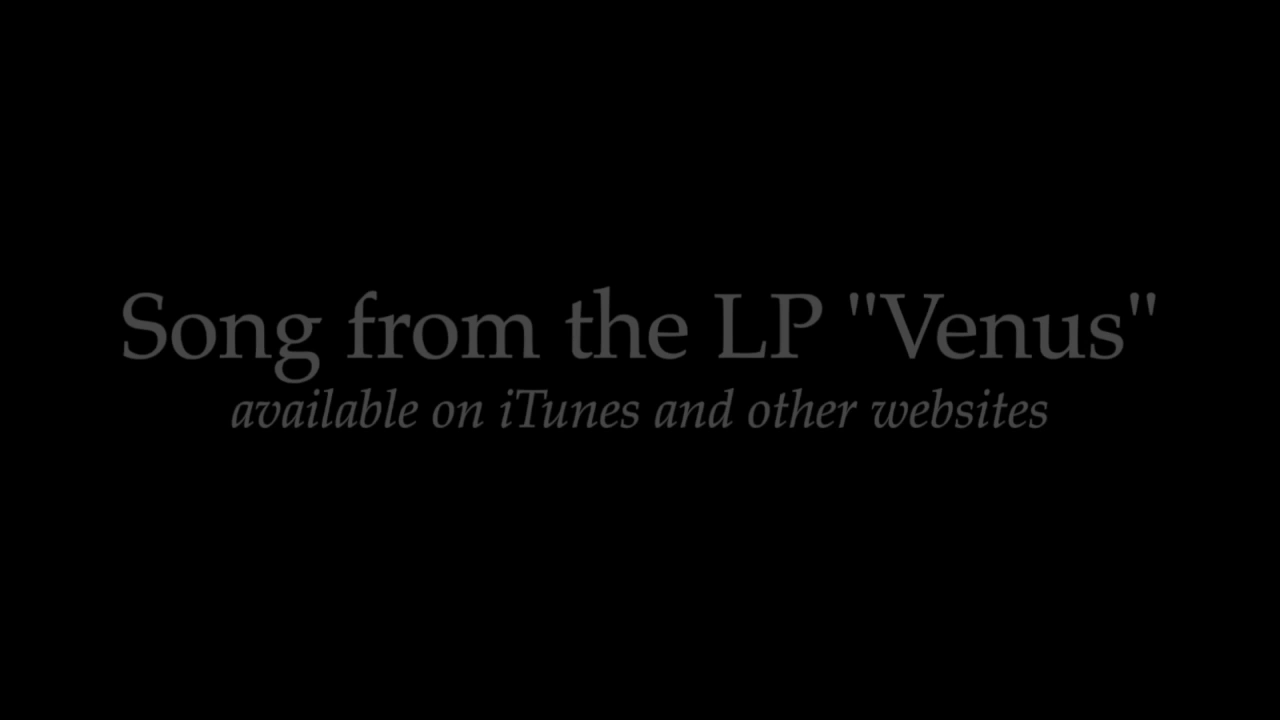 Song from the LP "Venus"
available on iTunes and other websites